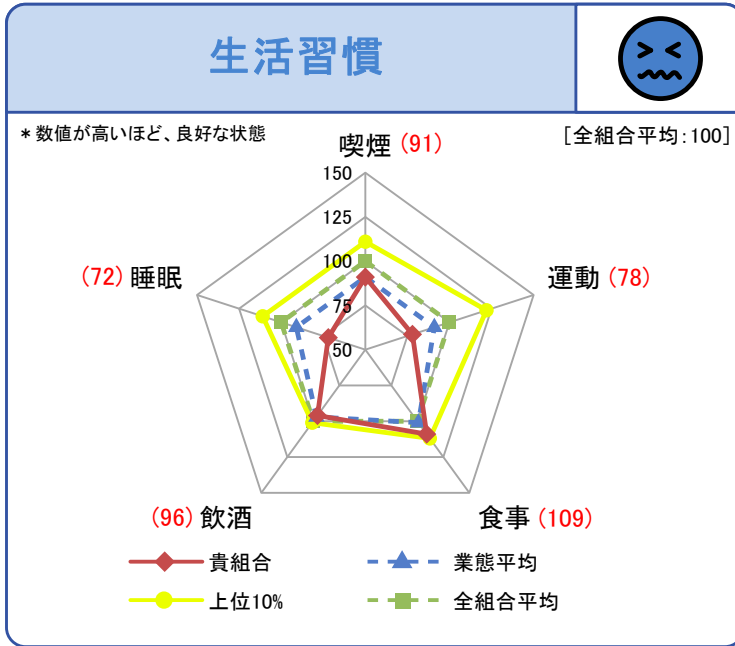 生活習慣
*数値が高いほど、良好な状態
[全組合平均:100]
喫煙 (91)
150
125
100
75
50
(72) 睡眠
運動 (78)
(96) 飲酒
食事 (109)
貴組合
業態平均
上位10%
全組合平均